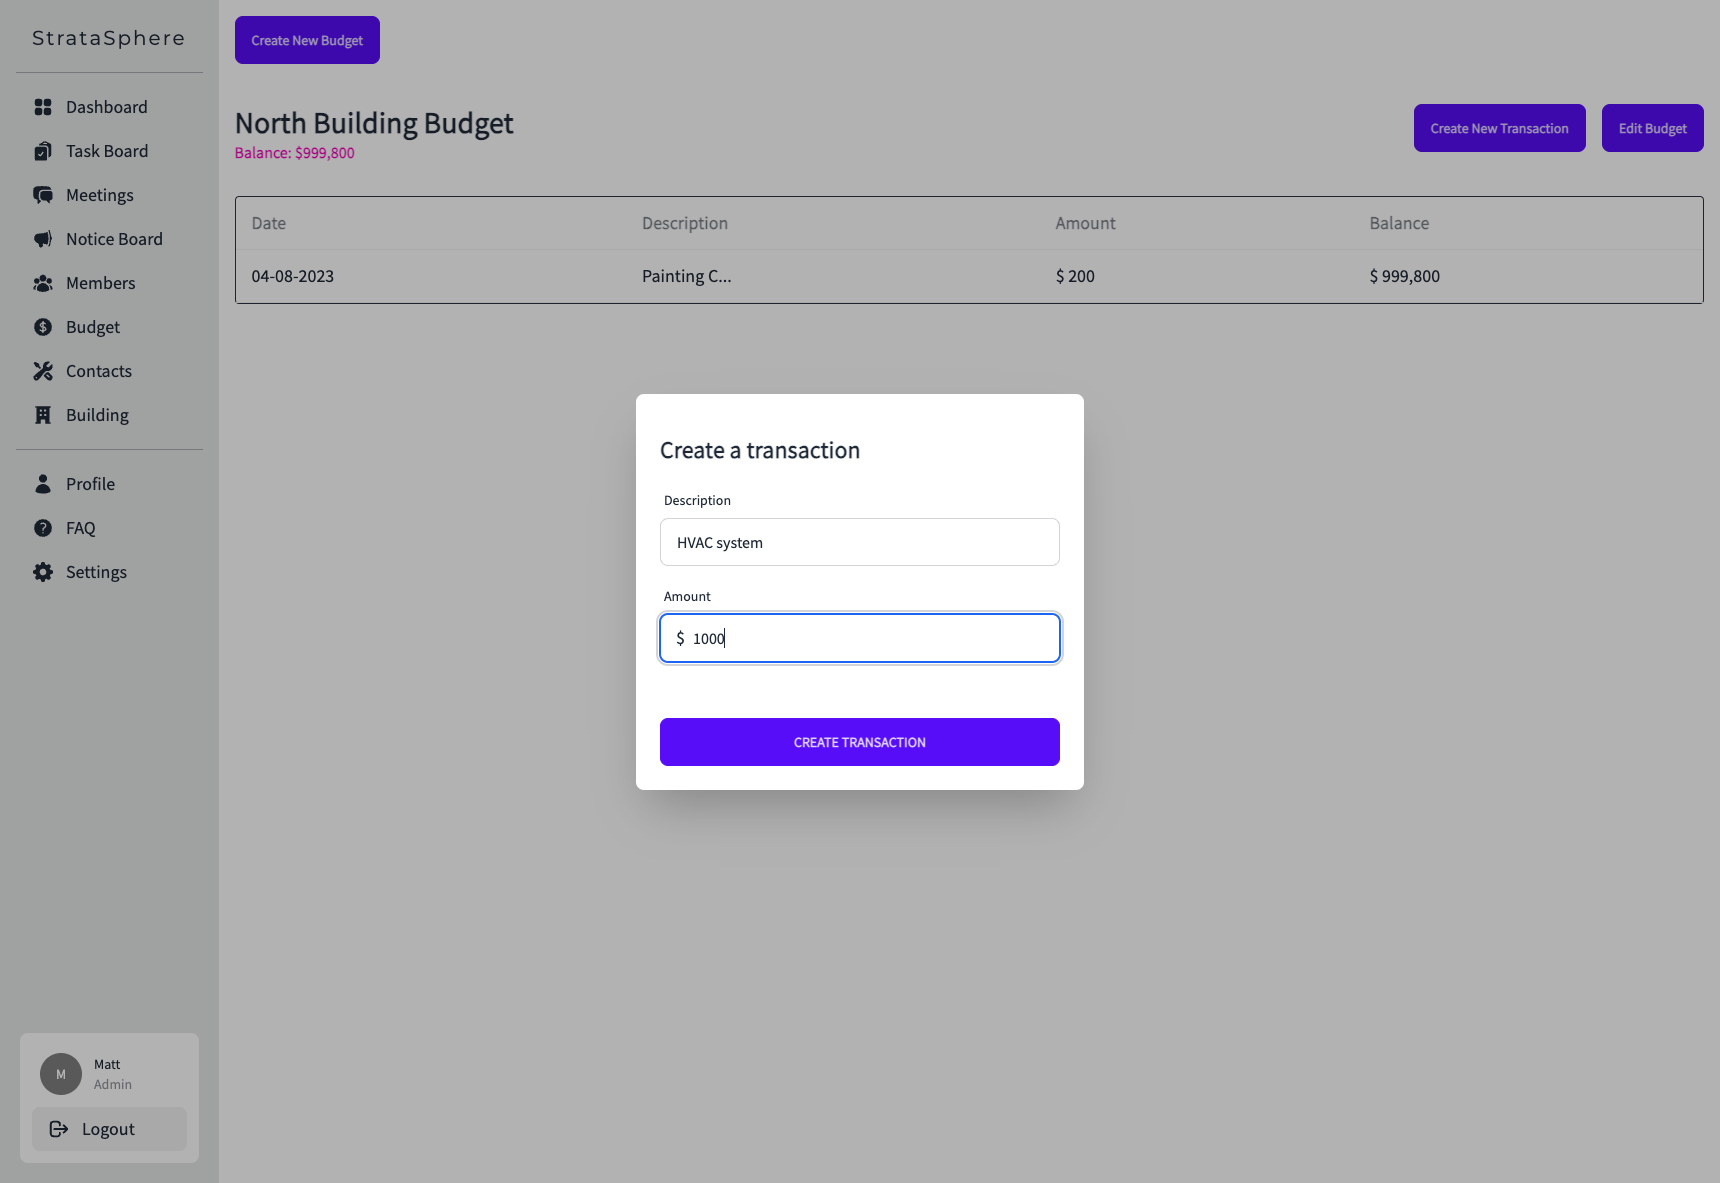 StrataSphere
Dashboard
Task Board
Meetings
Notice Board
Members
Budget
Contacts
Building
Profile
FAQ
Settings
M
Matt
Admin
Logout
Create New Budget
North Building Budget
Balance: $999,800
Create New Transaction
Edit Budget
Date Description Amount Balance
04-08-2023 Painting C... $ 200 $ 999,800
Create a transaction
Description
HVAC system
Amount
$ 1000
CREATE TRANSACTION